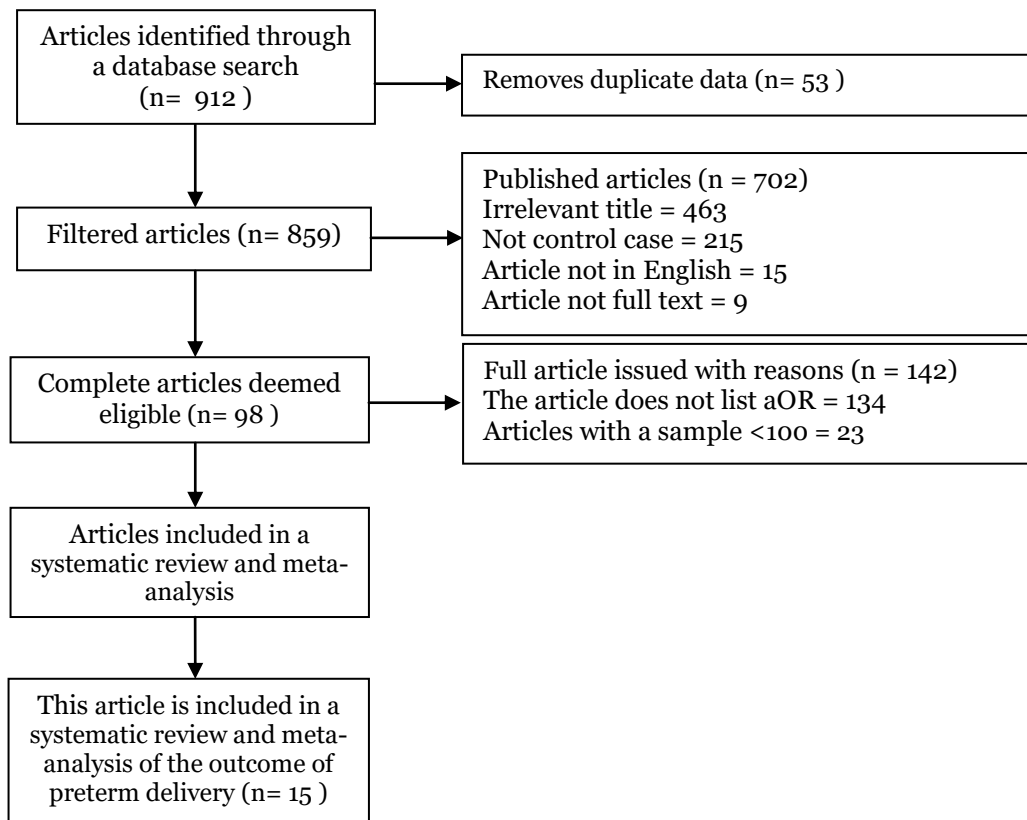 Articles identified through
a database search
(n= 912 )
Removes duplicate data (n= 53 )
Filtered articles (n= 859)
Published articles (n = 702)
Irrelevant title = 463
Not control case = 215
Article not in English = 15
Article not full text = 9
Complete articles deemed
eligible (n= 98 )
Full article issued with reasons (n = 142)
The article does not list aOR = 134
Articles with a sample <100 = 23
Articles included in a
systematic review and meta-
analysis
This article is included in a
systematic review and meta-
analysis of the outcome of
preterm delivery (n= 15 )